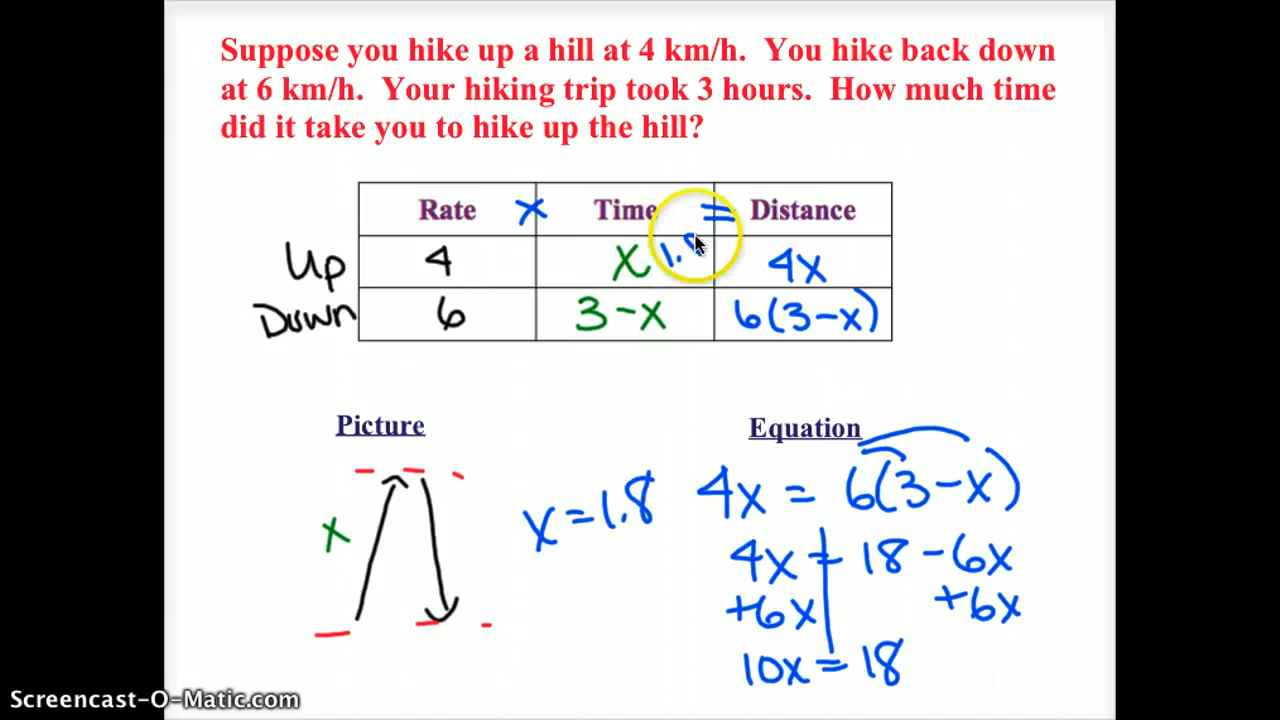 Suppose you hike up a hill at 4 km/h. You hike back down
at 6 km/h. Your hiking trip took 3 hours. How much time
did it take you to hike up the hill?
Rate × Time = Distance
Up 4 x 1.8 4x
Down 6 3-x 6(3-x)
Picture
Equation
x
x=1.8
4x = 6(3-x)
4x = 18 -6x
+6x +6x
10x = 18
Screencast-O-Matic.com